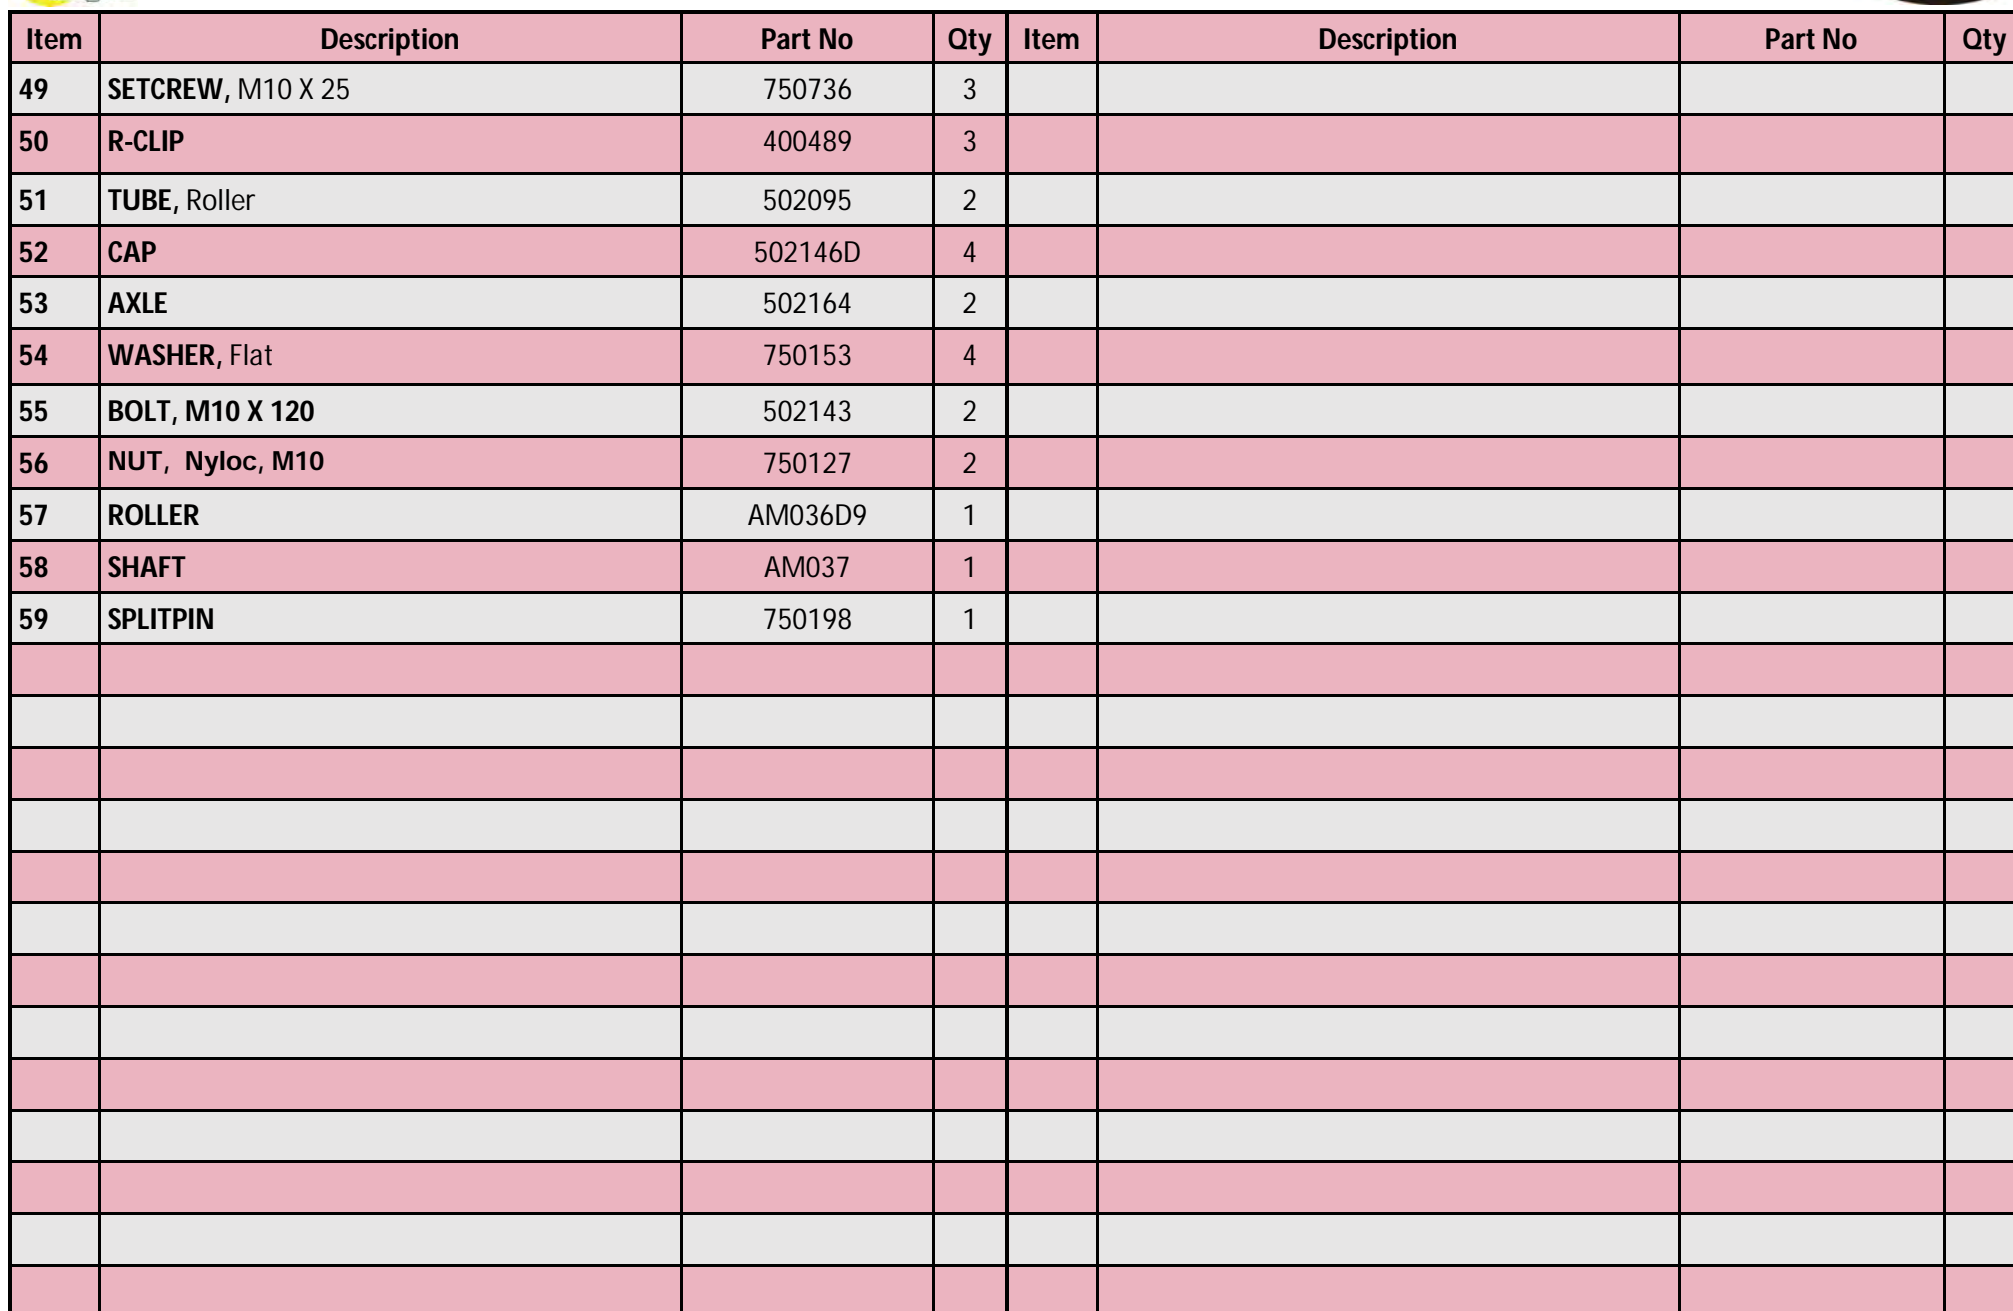 Item Description Part No Qty Item Description Part No Qty
49 SETCREW, M10 X 25 750736 3
50 R-CLIP 400489 3
51 TUBE, Roller 502095 2
52 CAP 502146D 4
53 AXLE 502164 2
54 WASHER, Flat 750153 4
55 BOLT, M10 X 120 502143 2
56 NUT, Nyloc, M10 750127 2
57 ROLLER AM036D9 1
58 SHAFT AM037 1
59 SPLITPIN 750198 1